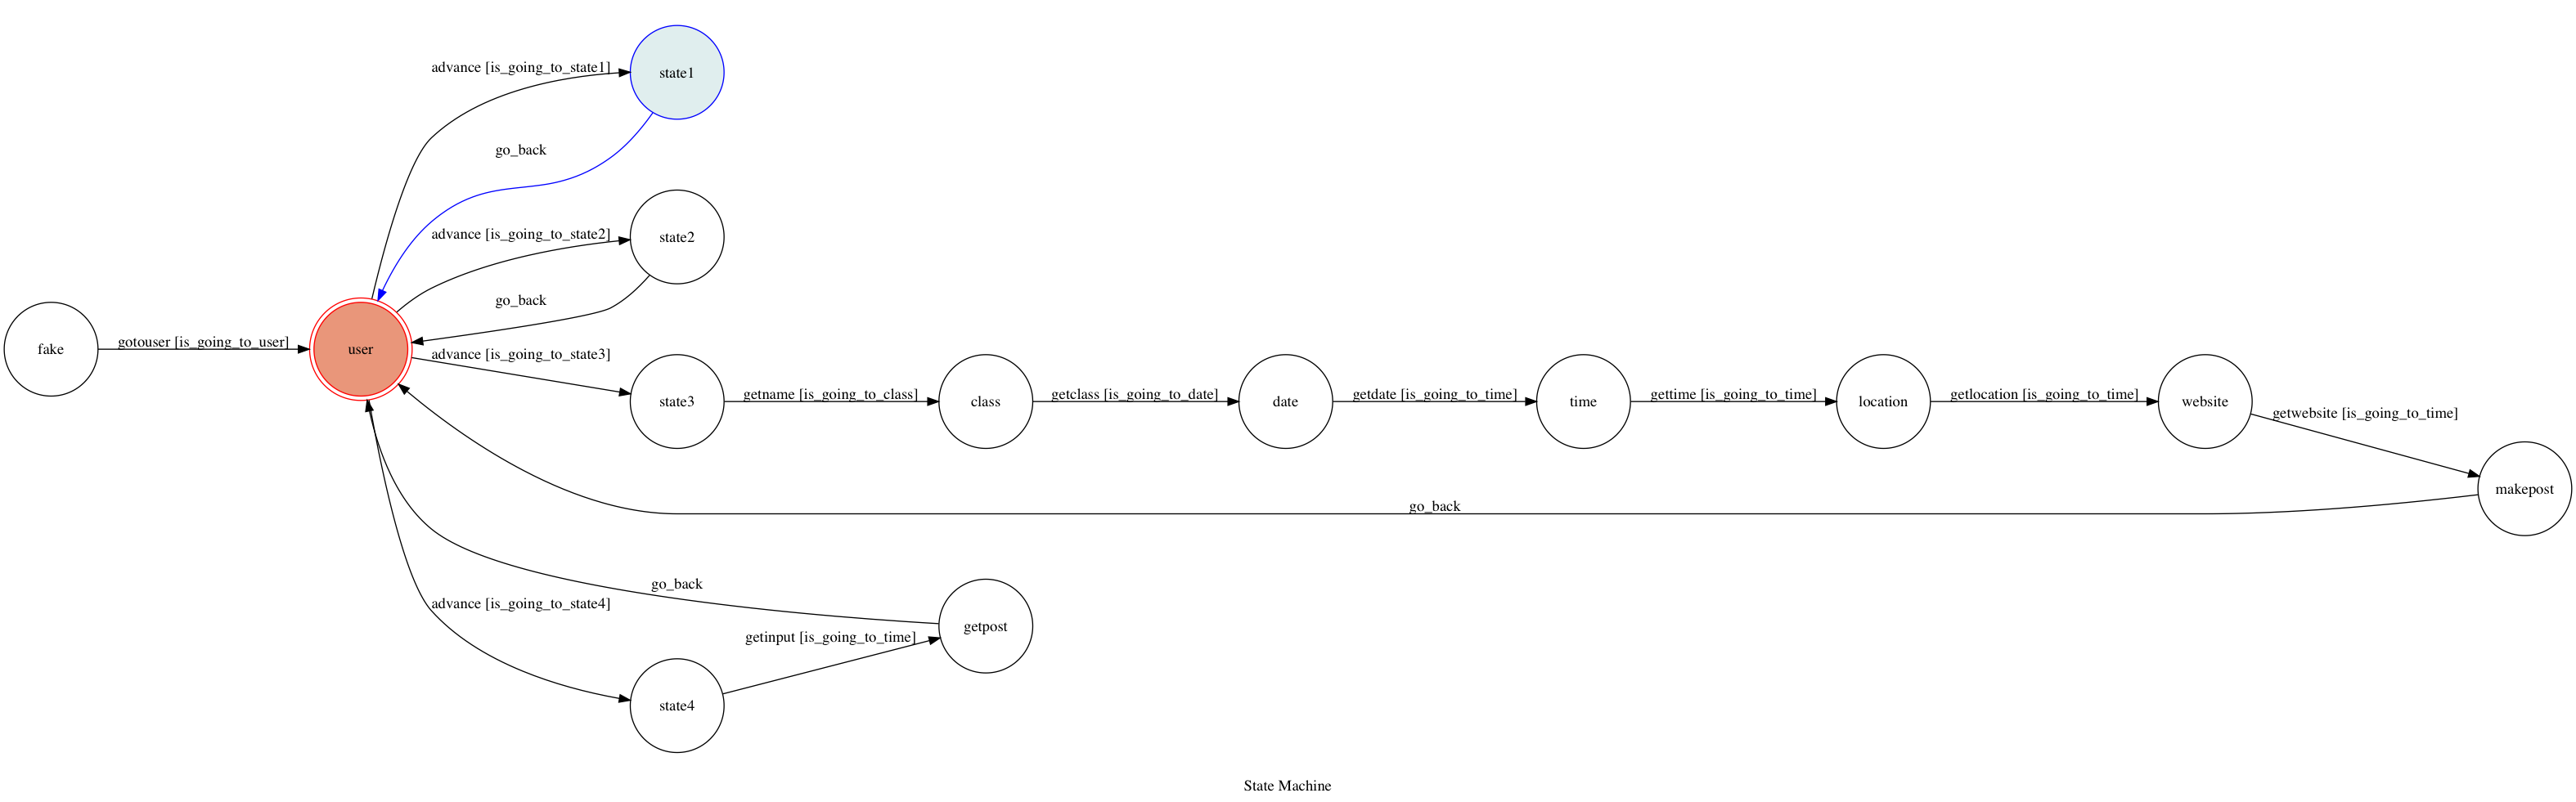 state1
advance [is_going_to_state1]
go_back
advance [is_going_to_state2]
state2
go_back
fake
gotouser [is_going_to_user]
user
advance [is_going_to_state3]
state3
getname [is_going_to_class]
class
getclass [is_going_to_date]
date
getdate [is_going_to_time]
time
gettime [is_going_to_time]
location
getlocation [is_going_to_time]
website
getwebsite [is_going_to_time]
makepost
go_back
go_back
advance [is_going_to_state4]
getpost
getinput [is_going_to_time]
state4
State Machine